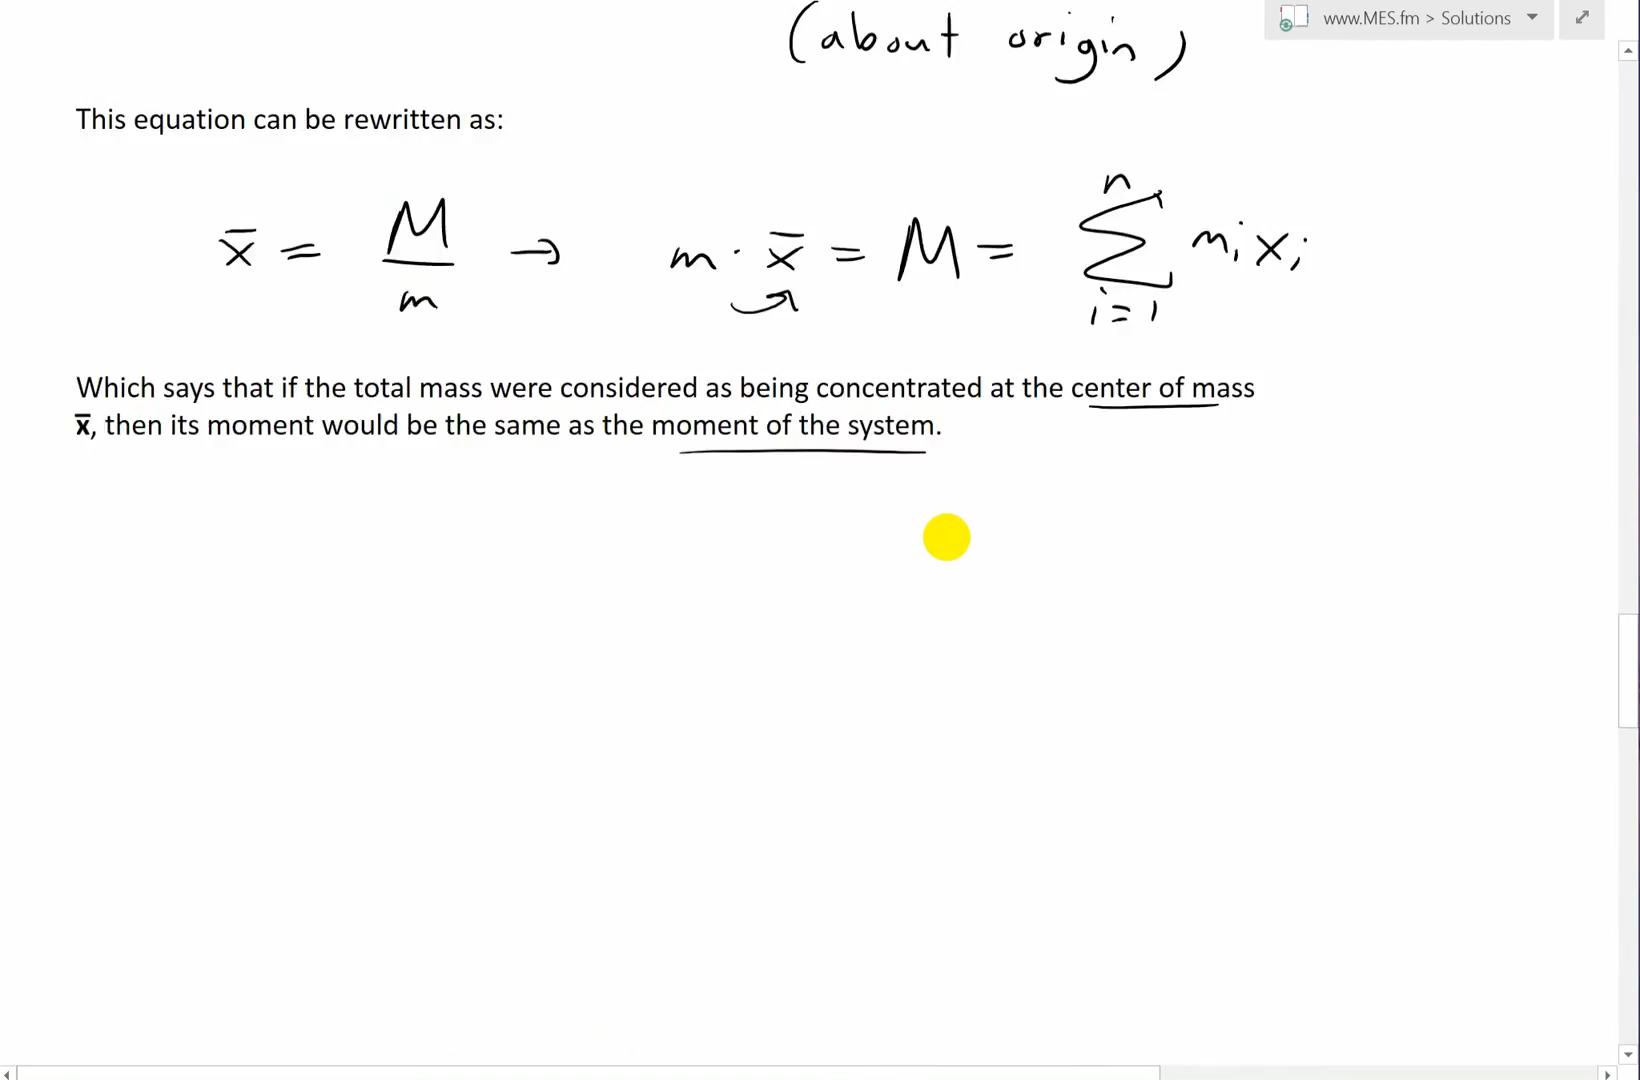 www.MES.fm > Solutions
(about origin)
This equation can be rewritten as:
x̄ = M/m → m · x̄ = M = Σ_{i=1}^{n} mᵢxᵢ
Which says that if the total mass were considered as being concentrated at the center of mass
x̄, then its moment would be the same as the moment of the system.